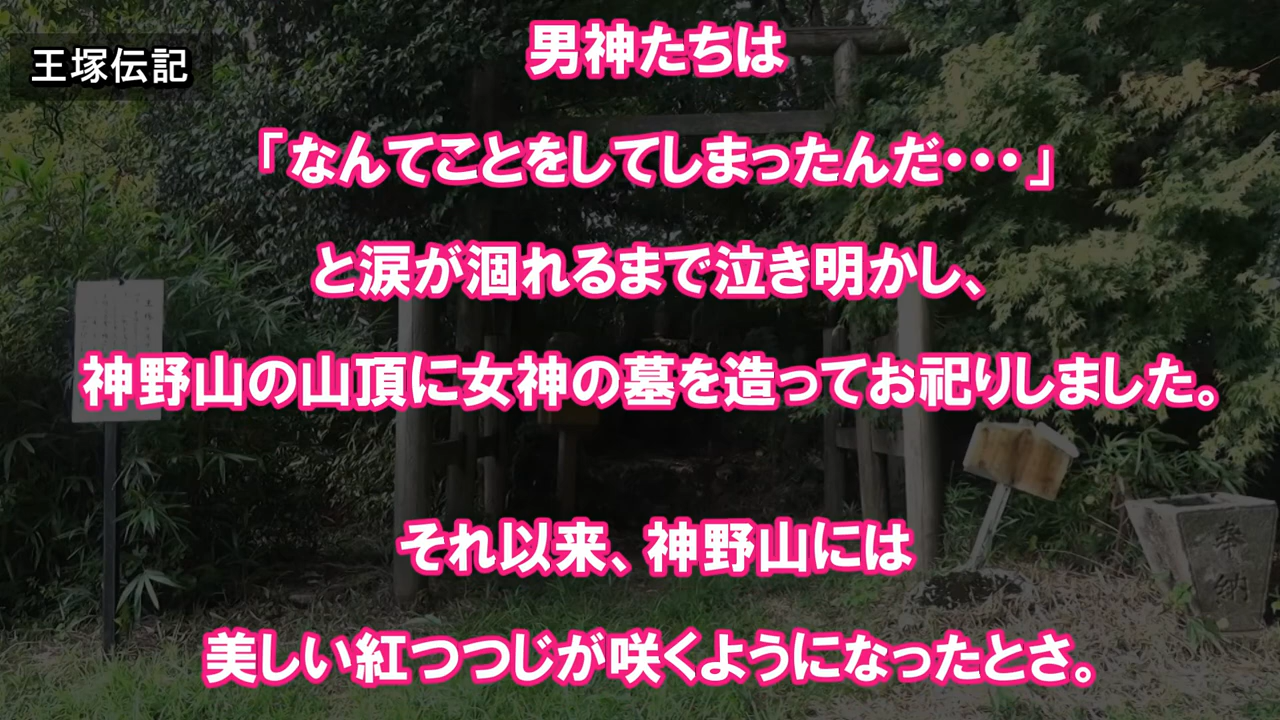 王塚伝記
男神たちは
「なんてことをしてしまったんだ・・・」
と涙が涸れるまで泣き明かし、
神野山の山頂に女神の墓を造ってお祀りしました。
それ以来、神野山には
美しい紅つつじが咲くようになったとさ。
奉納